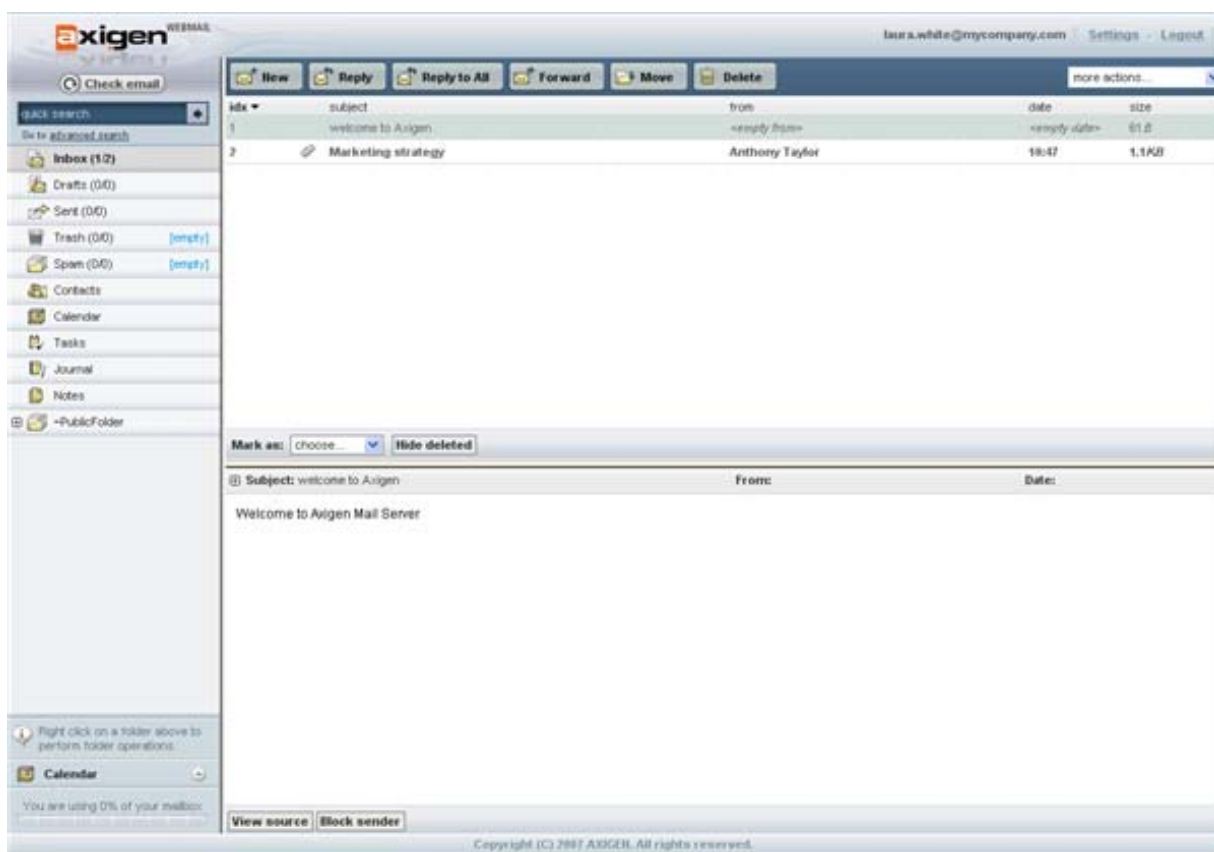 axigen WEBMAIL
laura.white@mycompany.com Settings - Logout
Check email
New Reply Reply to All Forward Move Delete more actions...
quick search
Go to advanced search
idx subject from date size
1 welcome to Axigen <empty from> <empty date> 61 B
2 Marketing strategy Anthony Taylor 18:47 1.1 KB
Inbox (1/2)
Drafts (0/0)
Sent (0/0)
Trash (0/0) [empty]
Spam (0/0) [empty]
Contacts
Calendar
Tasks
Journal
Notes
~PublicFolder
Mark as: choose... Hide deleted
Subject: welcome to Axigen From: Date:
Welcome to Axigen Mail Server
Right click on a folder above to
perform folder operations.
Calendar
You are using 0% of your mailbox
View source Block sender
Copyright (C) 2007 AXIGEN. All rights reserved.